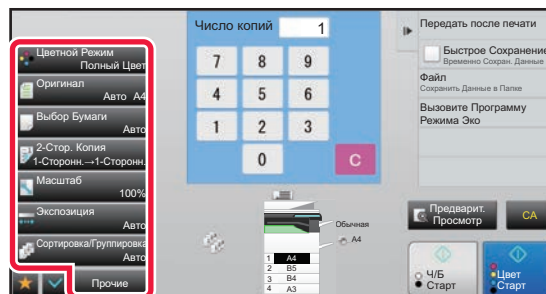 Цветной Режим
Полный Цвет
Оригинал
Авто A4
Выбор Бумаги
Авто
2-Стор. Копия
1-Сторонн.→1-Сторонн.
Масштаб
100%
Экспозиция
Авто
Сортировка/Группировка
Авто
Прочие
Число копий 1
7 8 9
4 5 6
1 2 3
0 C
Обычная
A4
1 A4
2 B5
3 B4
4 A3
Передать после печати
Быстрое Сохранение
Временно Сохран. Данные
Файл
Сохранить Данные в Папке
Вызовите Программу
Режима Эко
Предварит.
Просмотр
CA
Ч/Б
Старт
Цвет
Старт